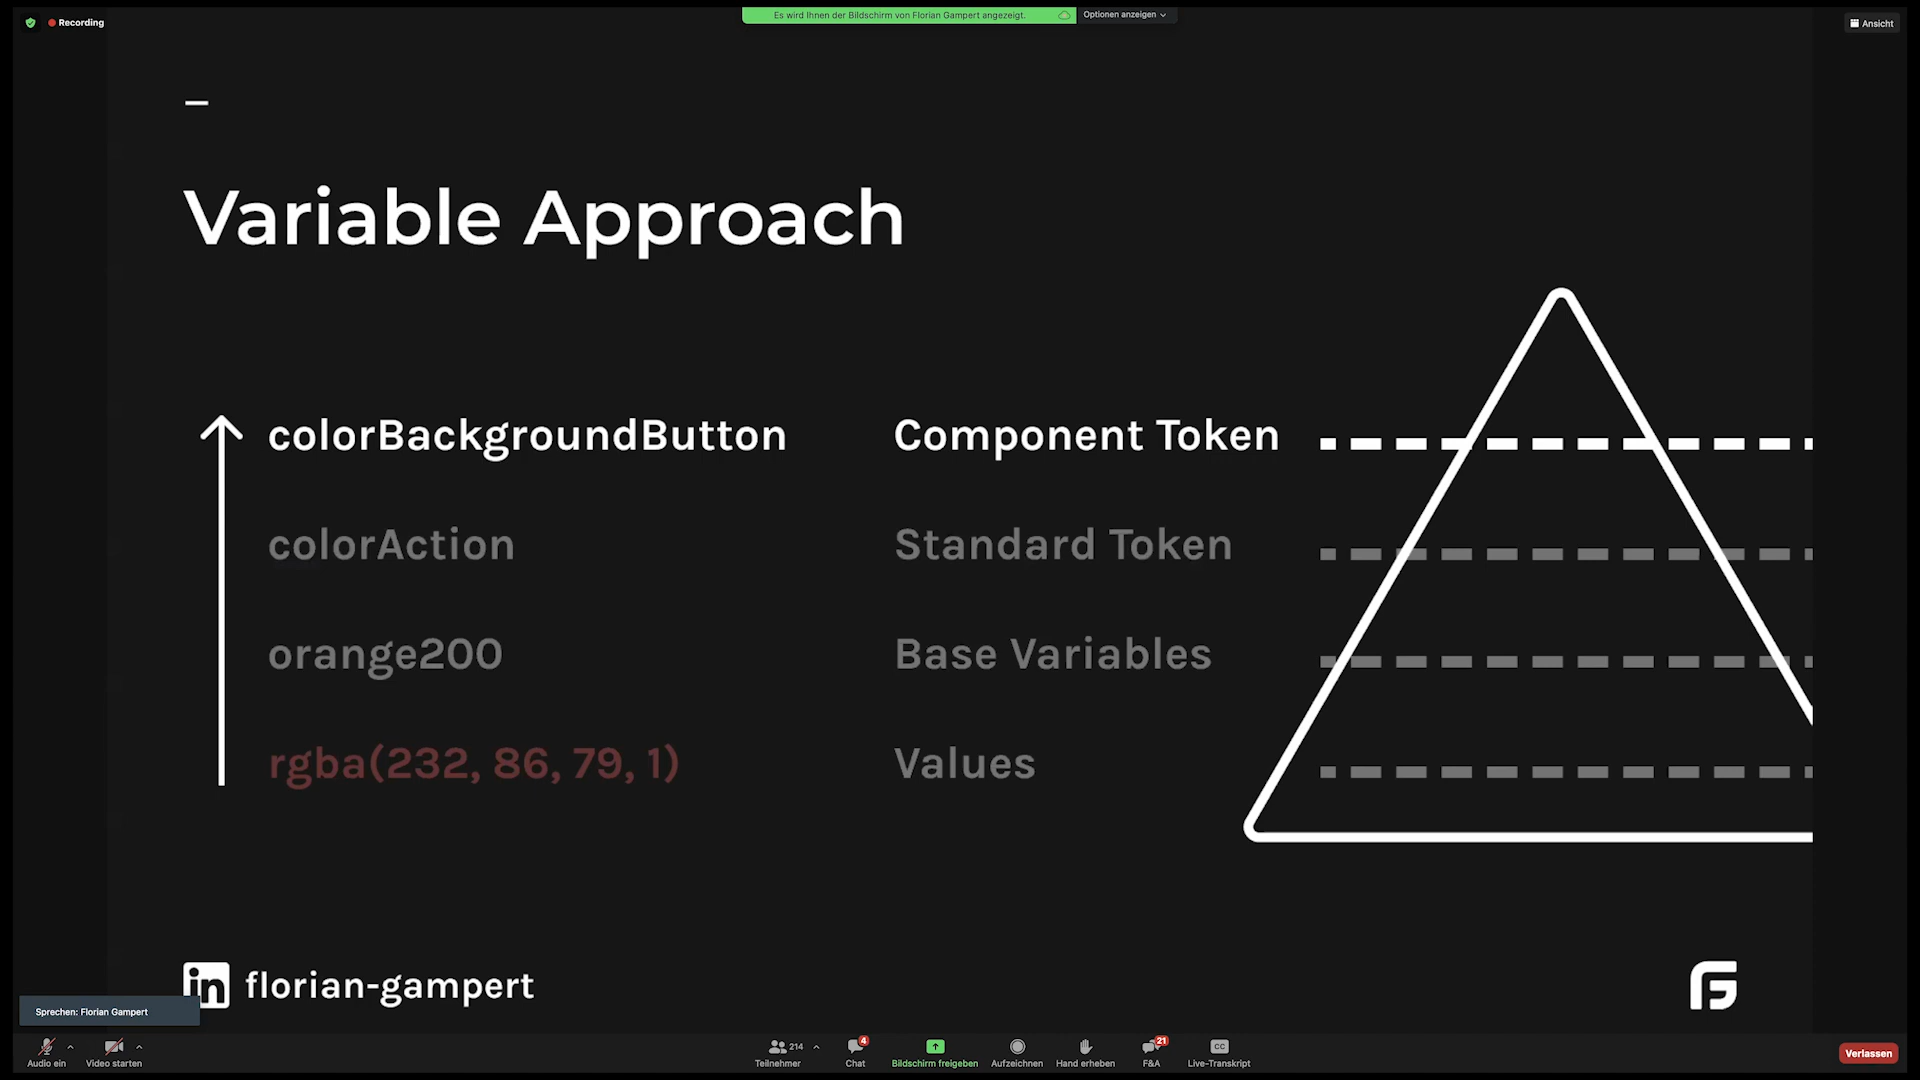 Recording
Es wird Ihnen der Bildschirm von Florian Gampert angezeigt.
Optionen anzeigen
Ansicht
Variable Approach
colorBackgroundButton
Component Token
colorAction
Standard Token
orange200
Base Variables
rgba(232, 86, 79, 1)
Values
in florian-gampert
Sprechen: Florian Gampert
Audio ein
Video starten
214
Teilnehmer
4
Chat
Bildschirm freigeben
Aufzeichnen
Hand erheben
21
F&A
CC
Live-Transkript
Verlassen